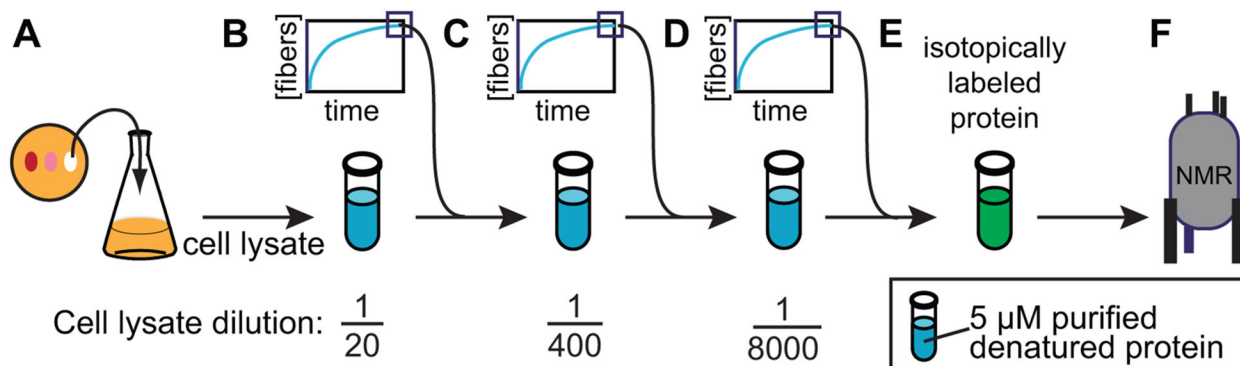 A
B
[fibers]
time
C
[fibers]
time
D
[fibers]
time
E
isotopically
labeled
protein
F
NMR
cell lysate
Cell lysate dilution:
1
20
1
400
1
8000
5 µM purified
denatured protein